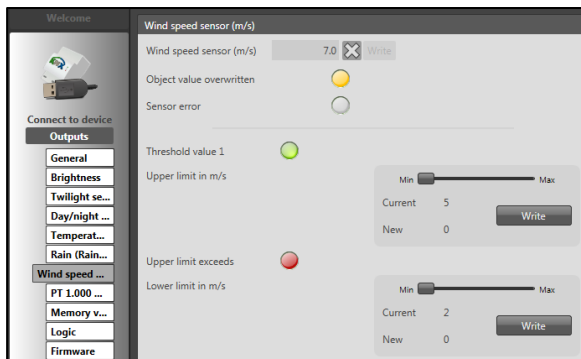 Welcome
Connect to device
Outputs
General
Brightness
Twilight se...
Day/night ...
Temperat...
Rain (Rain...
Wind speed ...
PT 1.000 ...
Memory v...
Logic
Firmware
Wind speed sensor (m/s)
Wind speed sensor (m/s) 7.0 Write
Object value overwritten
Sensor error
Threshold value 1
Upper limit in m/s
Min Max
Current 5
New 0
Write
Upper limit exceeds
Lower limit in m/s
Min Max
Current 2
New 0
Write